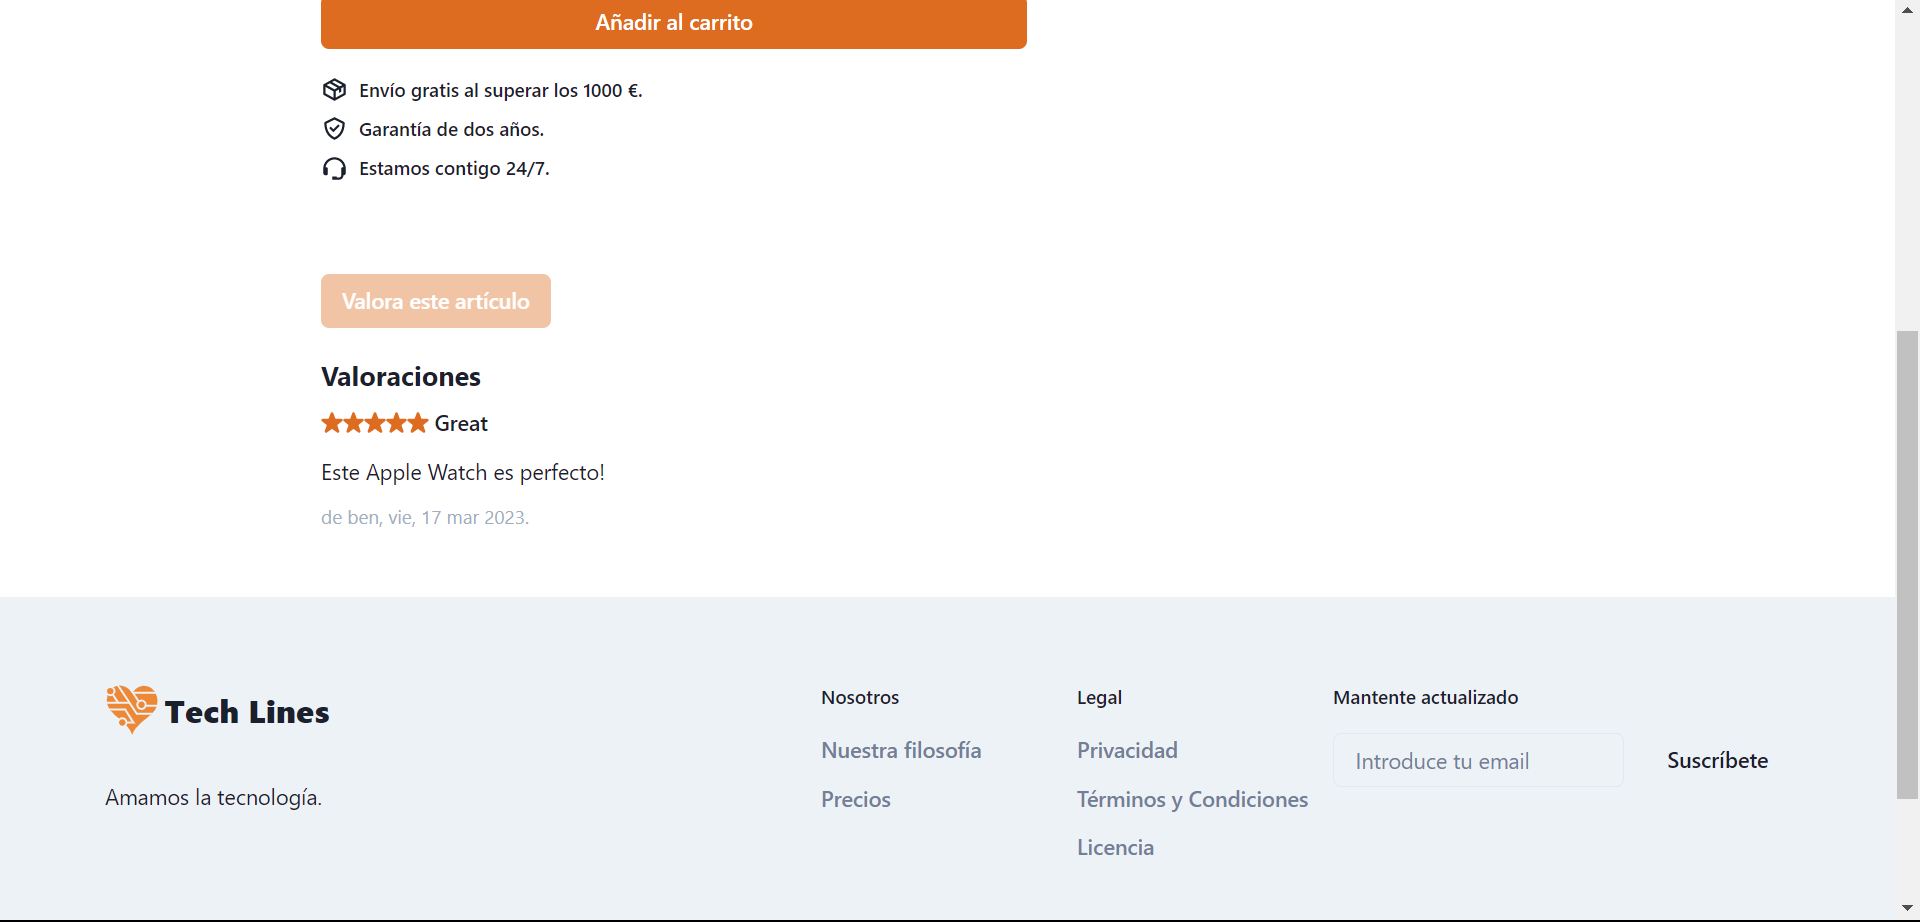 Añadir al carrito
Envío gratis al superar los 1000 €.
Garantía de dos años.
Estamos contigo 24/7.
Valora este artículo
Valoraciones
Great
Este Apple Watch es perfecto!
de ben, vie, 17 mar 2023.
Tech Lines
Amamos la tecnología.
Nosotros
Nuestra filosofía
Precios
Legal
Privacidad
Términos y Condiciones
Licencia
Mantente actualizado
Introduce tu email
Suscríbete